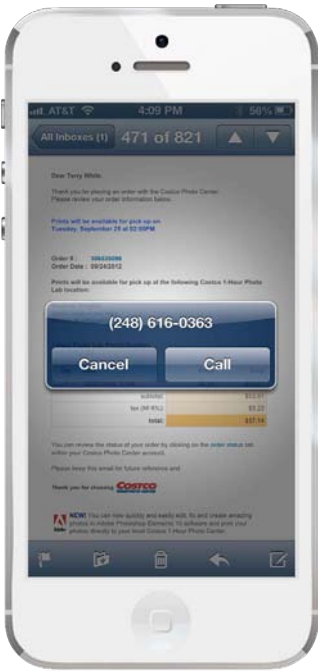 AT&T 4:09 PM 56%
All Inboxes (1) 471 of 821
Dear Terry White,
Thank you for placing an order with the Costco Photo Center.
Please review your order information below.
Prints will be available for pick up on
Tuesday, September 25 at 02:00PM
Order # :
Order Date : 09/24/2012
Prints will be available for pick up at the following Costco 1-Hour Photo
Lab location:
(248) 616-0363
Cancel Call
subtotal:
tax
total: $57.14
You can review the status of your order by clicking on the order status tab
within your Costco Photo Center account.
Please keep this email for future reference and
Thank you for choosing COSTCO
NEW! You can now quickly and easily edit, fix and create amazing
photos in Adobe Photoshop Elements 10 software and print your
photos directly to your local Costco 1-Hour Photo Center.